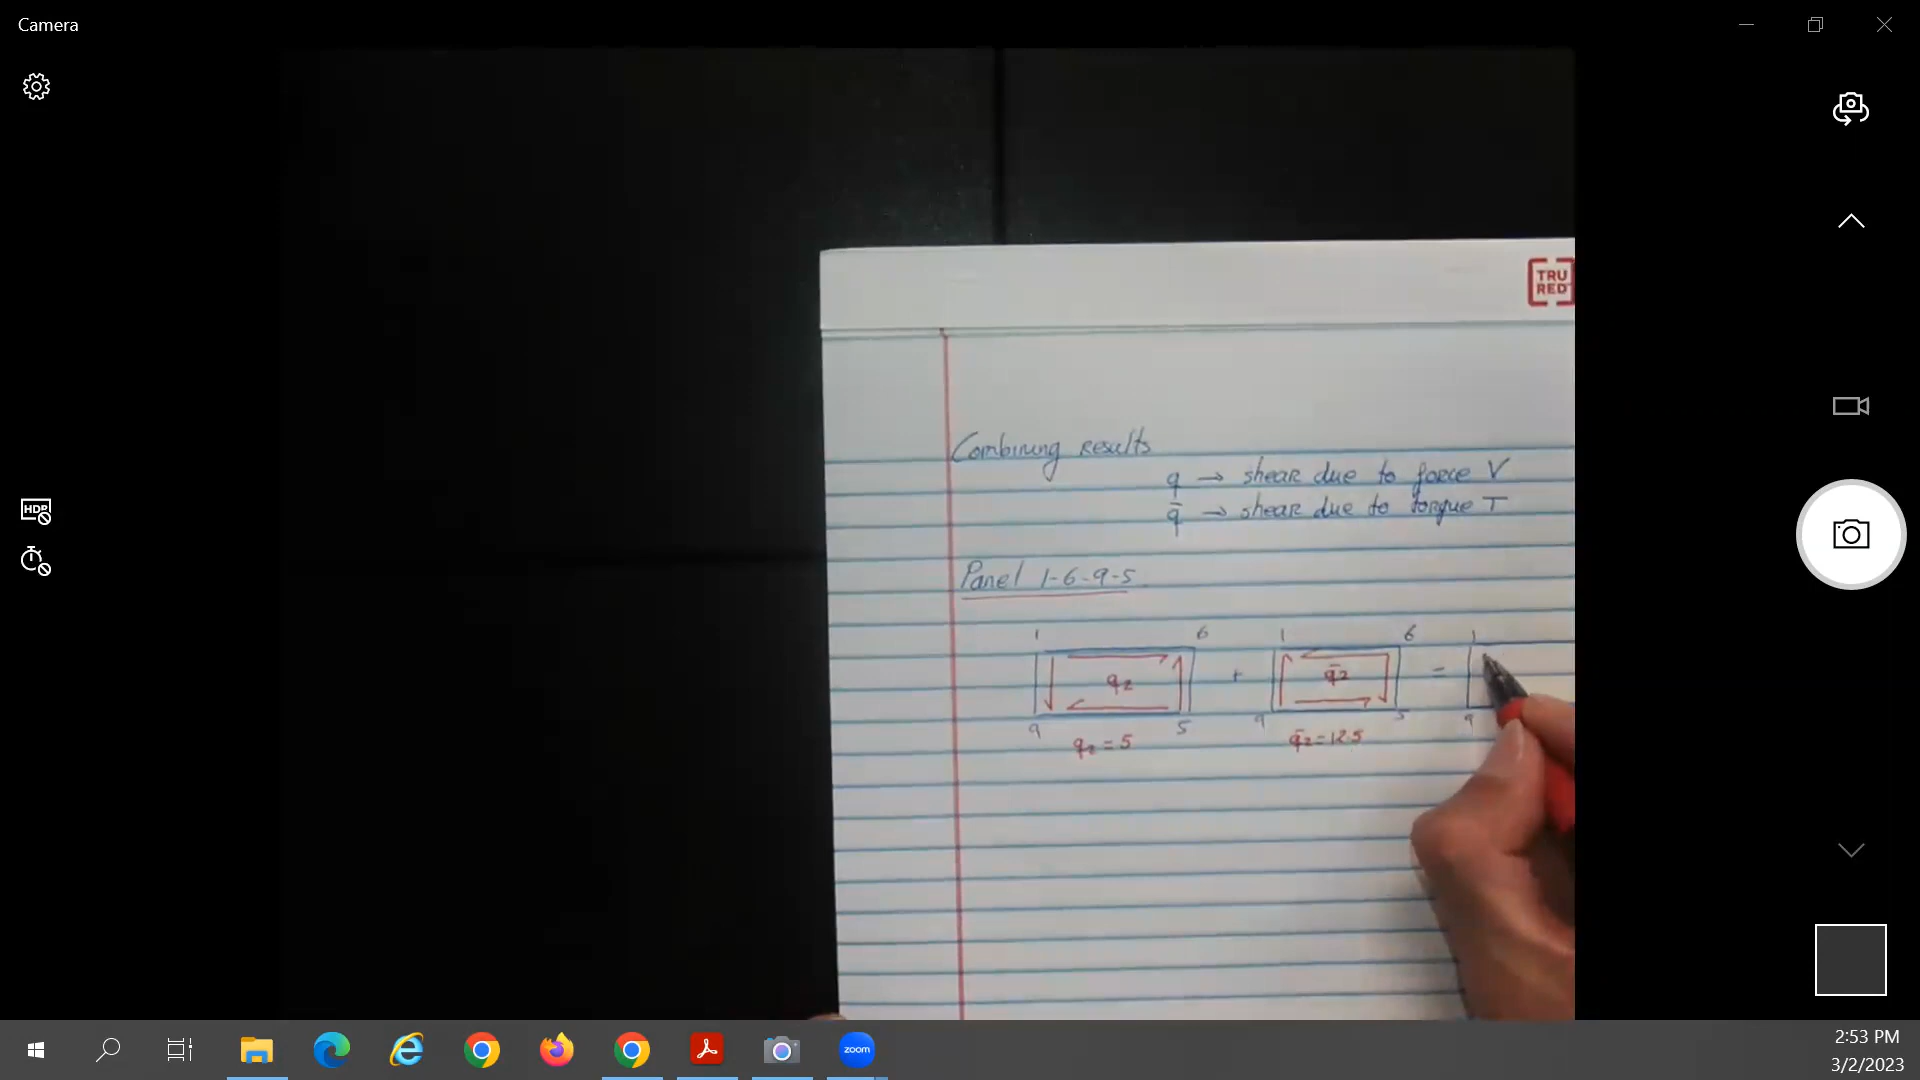 Camera
TRU
RED
HDR
Combining results
q → shear due to force V
q̄ → shear due to torque T
Panel 1-6-9-5
1 6 1 6 1
q₂ + q̄₂ =
9 5 9 5 9
q₂ = 5 q̄₂ = 12.5
zoom
2:53 PM
3/2/2023